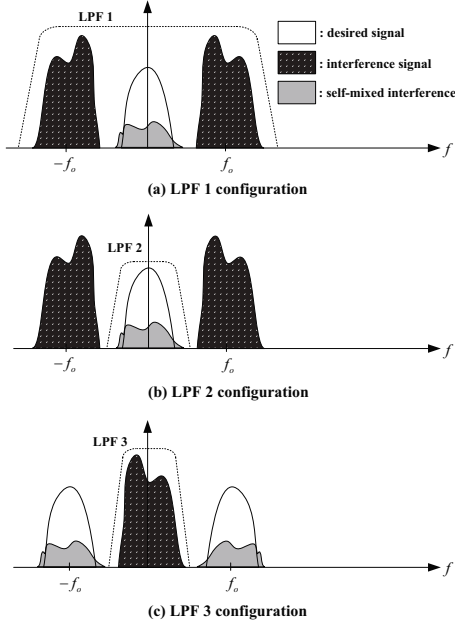 LPF 1
: desired signal
: interference signal
: self-mixed interference
−fₒ
fₒ
f
(a) LPF 1 configuration
LPF 2
−fₒ
fₒ
f
(b) LPF 2 configuration
LPF 3
−fₒ
fₒ
f
(c) LPF 3 configuration